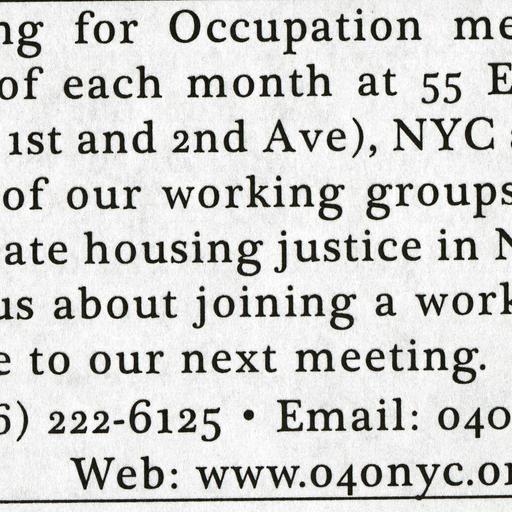 ng for Occupation me
of each month at 55 E
1st and 2nd Ave), NYC
of our working groups
ate housing justice in N
us about joining a work
e to our next meeting.
6) 222-6125 • Email: o4o
Web: www.o4onyc.or